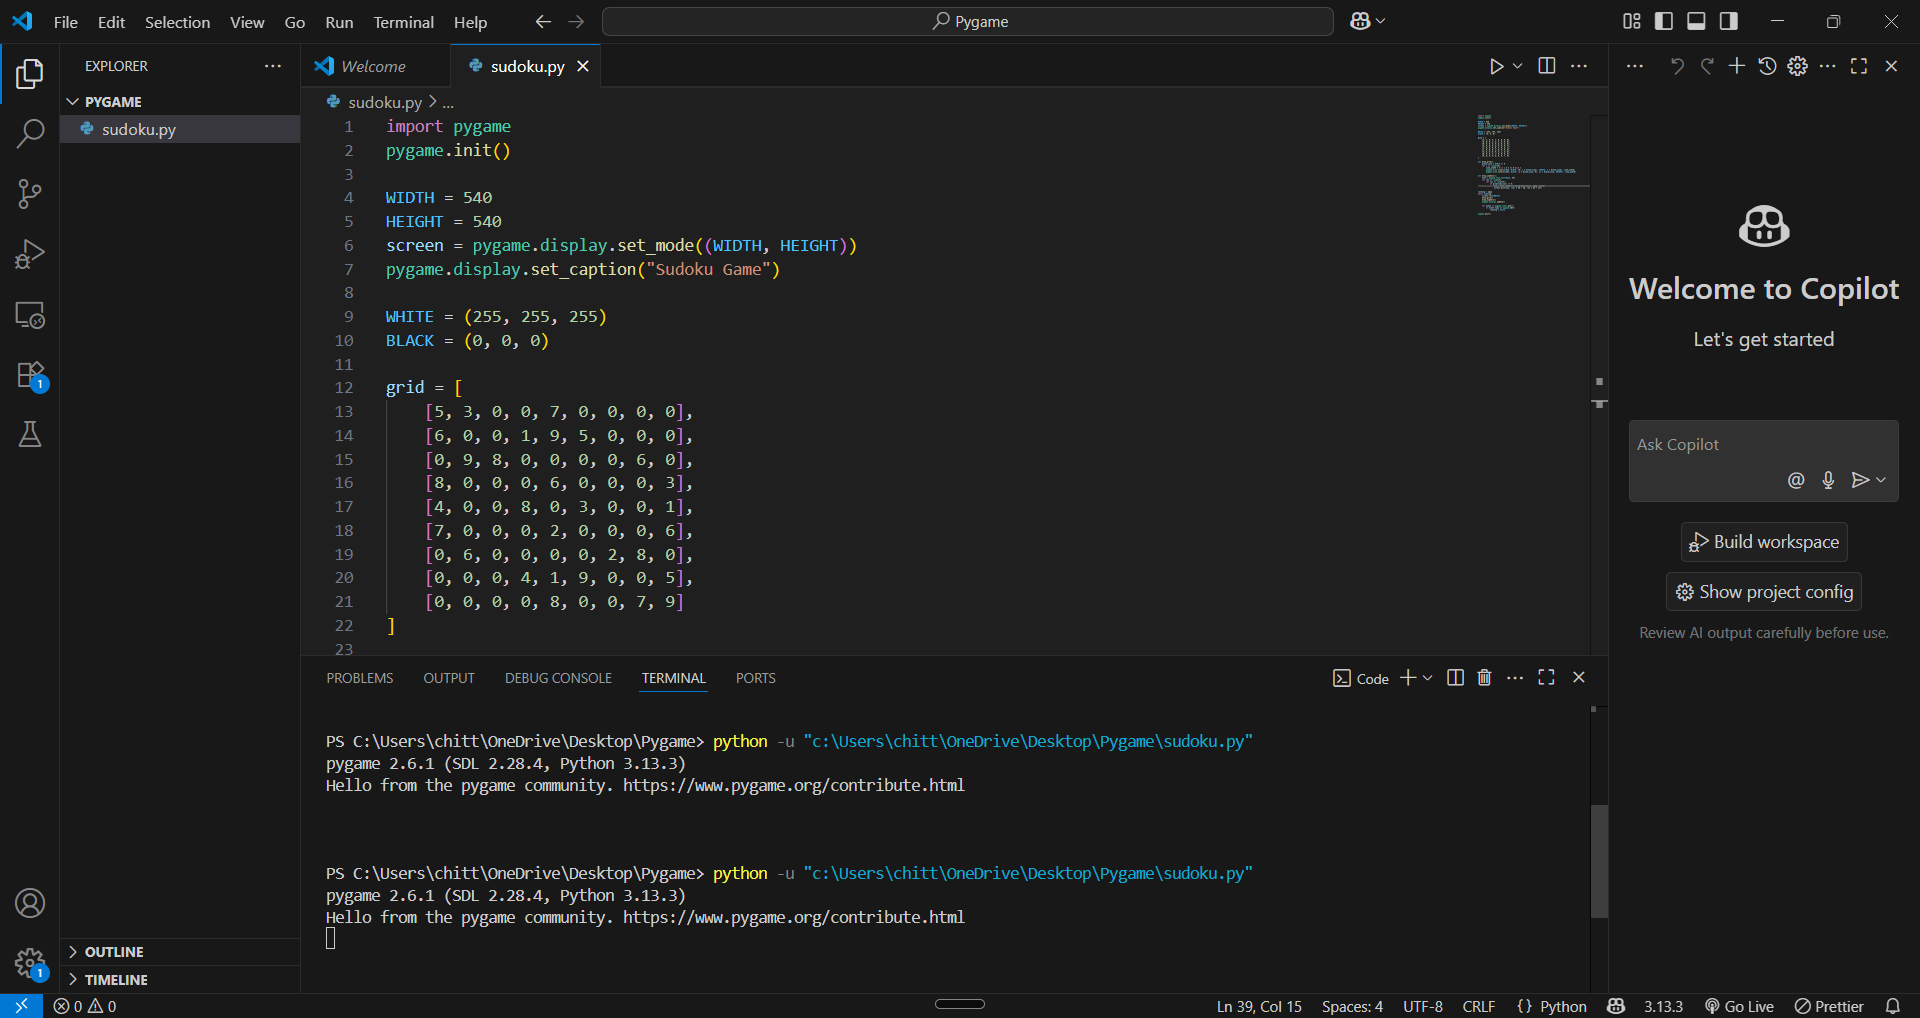 File Edit Selection View Go Run Terminal Help
Pygame
EXPLORER
PYGAME
sudoku.py
OUTLINE
TIMELINE
Welcome
sudoku.py
sudoku.py > ...
1 import pygame
2 pygame.init()
3
4 WIDTH = 540
5 HEIGHT = 540
6 screen = pygame.display.set_mode((WIDTH, HEIGHT))
7 pygame.display.set_caption("Sudoku Game")
8
9 WHITE = (255, 255, 255)
10 BLACK = (0, 0, 0)
11
12 grid = [
13 [5, 3, 0, 0, 7, 0, 0, 0, 0],
14 [6, 0, 0, 1, 9, 5, 0, 0, 0],
15 [0, 9, 8, 0, 0, 0, 0, 6, 0],
16 [8, 0, 0, 0, 6, 0, 0, 0, 3],
17 [4, 0, 0, 8, 0, 3, 0, 0, 1],
18 [7, 0, 0, 0, 2, 0, 0, 0, 6],
19 [0, 6, 0, 0, 0, 0, 2, 8, 0],
20 [0, 0, 0, 4, 1, 9, 0, 0, 5],
21 [0, 0, 0, 0, 8, 0, 0, 7, 9]
22 ]
23
PROBLEMS OUTPUT DEBUG CONSOLE TERMINAL PORTS
Code
PS C:\Users\chitt\OneDrive\Desktop\Pygame> python -u "c:\Users\chitt\OneDrive\Desktop\Pygame\sudoku.py"
pygame 2.6.1 (SDL 2.28.4, Python 3.13.3)
Hello from the pygame community. https://www.pygame.org/contribute.html
PS C:\Users\chitt\OneDrive\Desktop\Pygame> python -u "c:\Users\chitt\OneDrive\Desktop\Pygame\sudoku.py"
pygame 2.6.1 (SDL 2.28.4, Python 3.13.3)
Hello from the pygame community. https://www.pygame.org/contribute.html
Welcome to Copilot
Let's get started
Ask Copilot
@
Build workspace
Show project config
Review AI output carefully before use.
1
1
0 0
Ln 39, Col 15 Spaces: 4 UTF-8 CRLF {} Python 3.13.3 Go Live Prettier